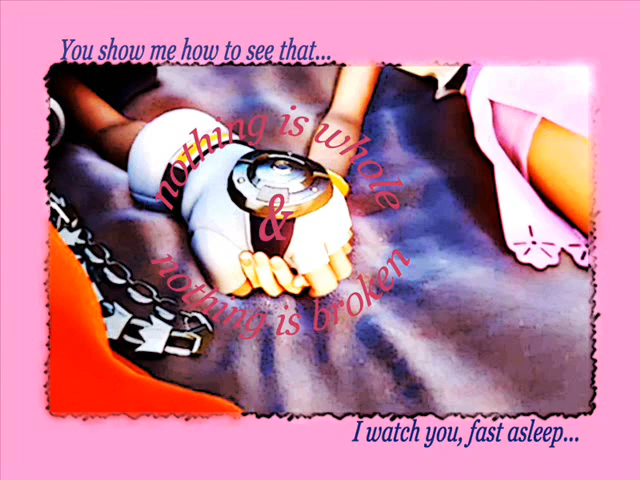 You show me how to see that...
nothing is whole
&
nothing is broken
I watch you, fast asleep...